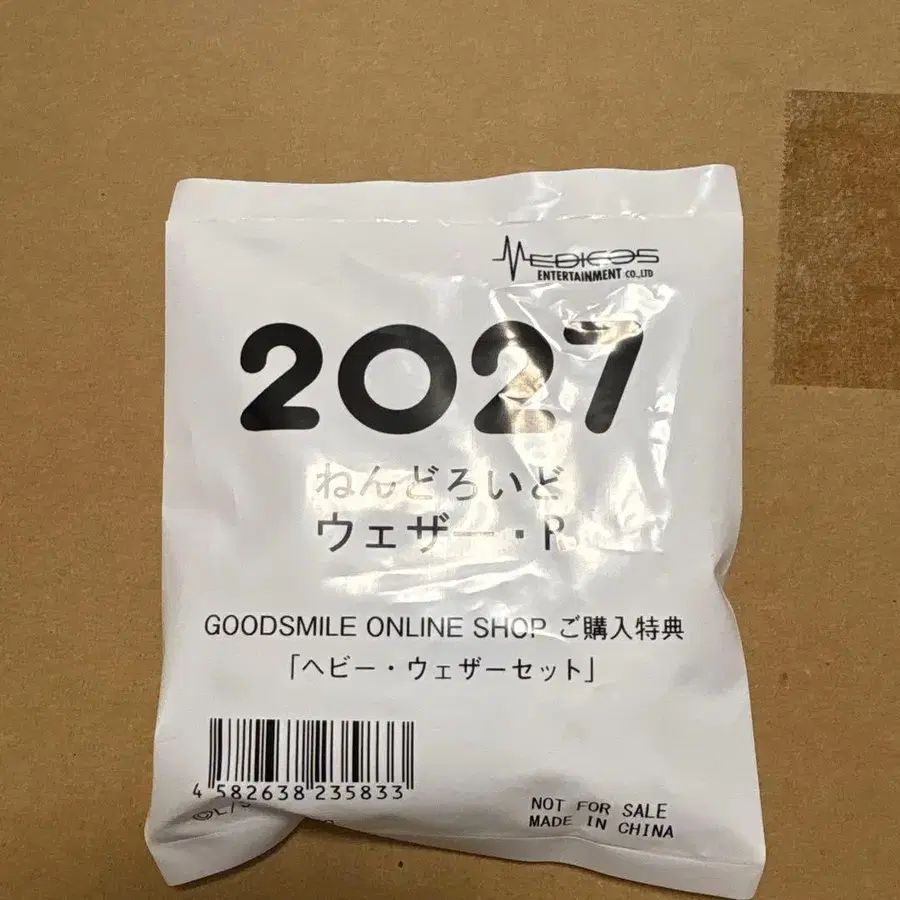 MEDICOS
ENTERTAINMENT CO.,LTD
2027
ねんどろいど
ウェザー・P
GOODSMILE ONLINE SHOP ご購入特典
「ヘビー・ウェザーセット」
4 582638 235833
NOT FOR SALE
MADE IN CHINA